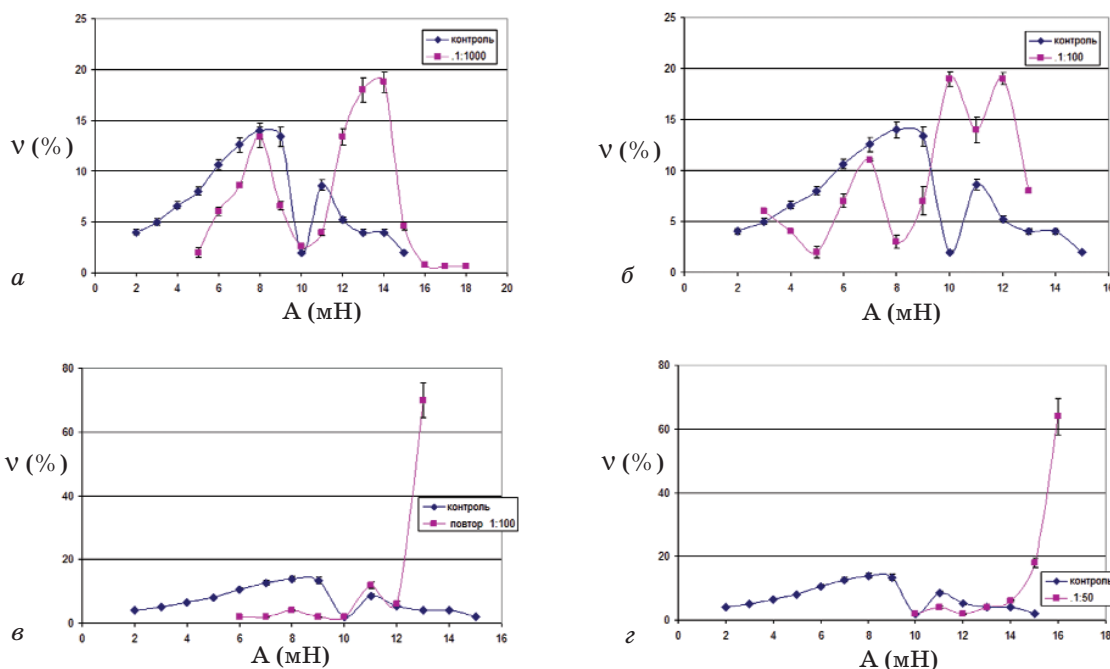 25
20
15
10
5
0
ν (%)
контроль
.1:1000
0 2 4 6 8 10 12 14 16 18 20
А (мН)
а
25
20
15
10
5
0
ν (%)
контроль
.1:100
0 2 4 6 8 10 12 14 16
А (мН)
б
80
60
40
20
0
ν (%)
контроль
повтор 1:100
0 2 4 6 8 10 12 14 16
А (мН)
в
80
60
40
20
0
ν (%)
контроль
.1:50
0 2 4 6 8 10 12 14 16 18
А (мН)
г